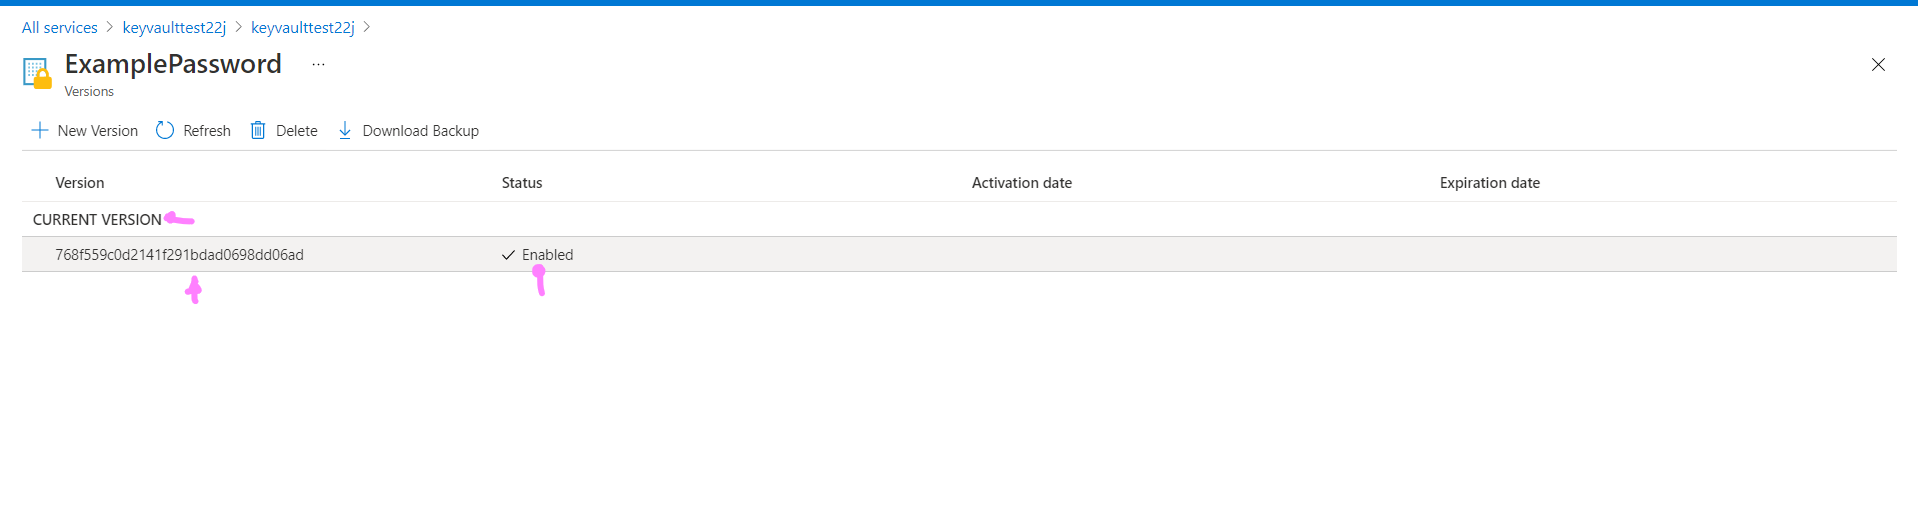 All services > keyvaulttest22j > keyvaulttest22j >
ExamplePassword ...
Versions
New Version Refresh Delete Download Backup
Version Status Activation date Expiration date
CURRENT VERSION
768f559c0d2141f291bdad0698dd06ad ✓ Enabled